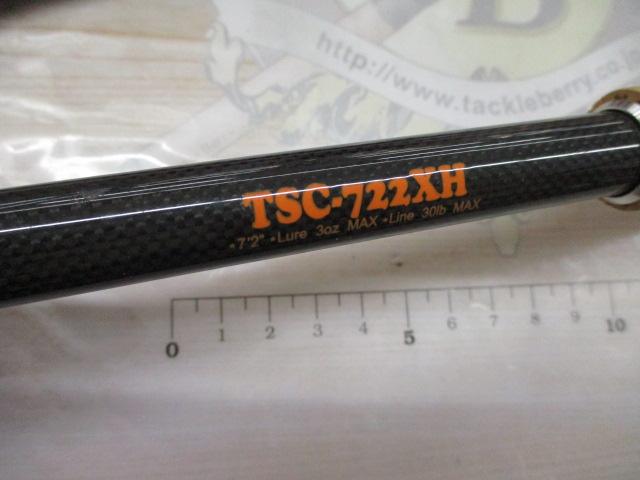 B
http://www.tackleberry.co.jp
TSC-722XH
•7'2" •Lure 3oz MAX •Line 30lb MAX
0 1 2 3 4 5 6 7 8 9 10